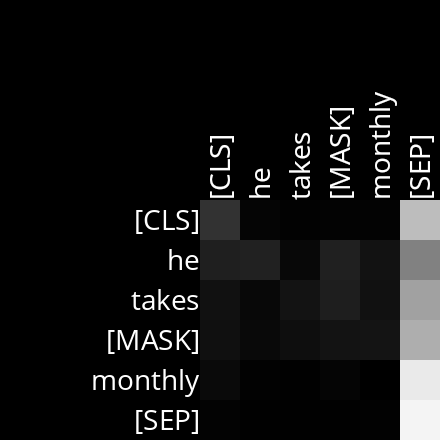 [CLS]
he
takes
[MASK]
monthly
[SEP]
[CLS]
he
takes
[MASK]
monthly
[SEP]